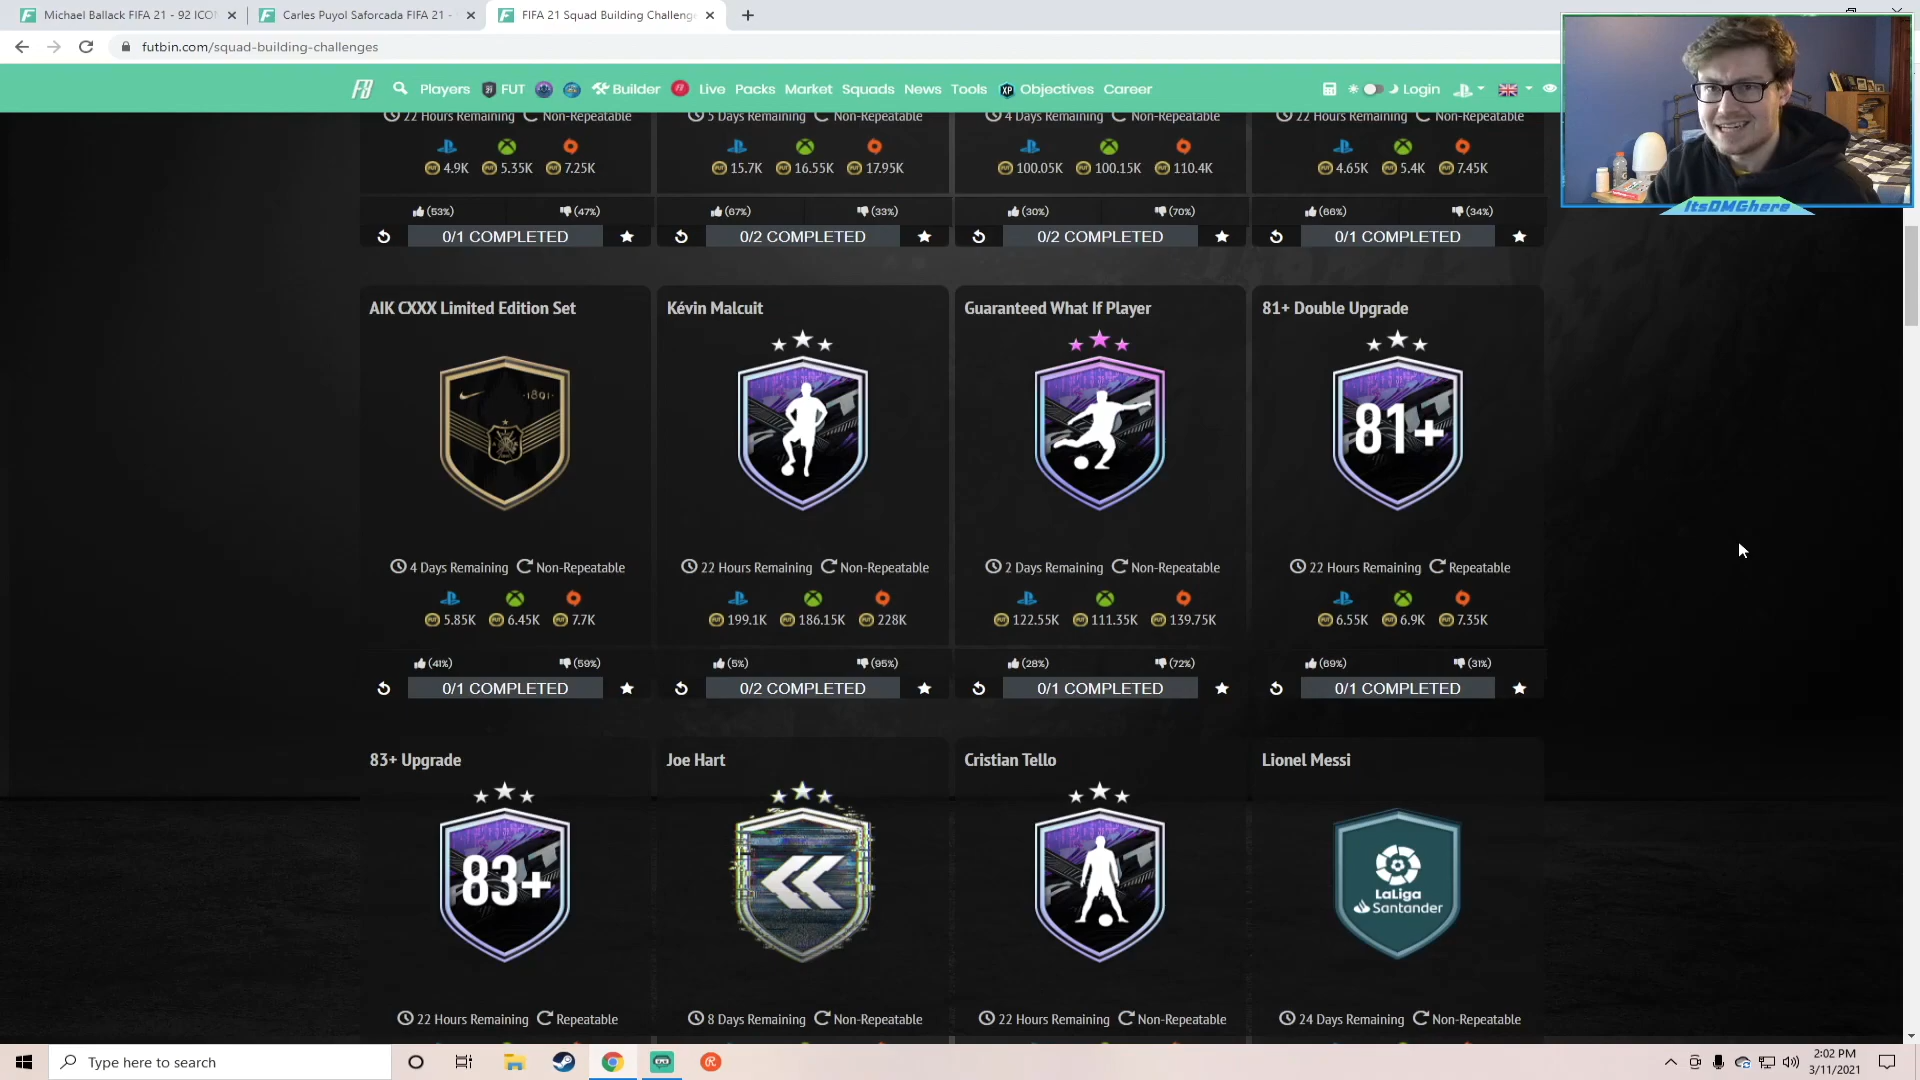 Michael Ballack FIFA 21 - 92 ICO
Carles Puyol Saforcada FIFA 21 -
FIFA 21 Squad Building Challeng
futbin.com/squad-building-challenges
Players FUT Builder Live Packs Market Squads News Tools XP Objectives Career Login
22 Hours Remaining Non-Repeatable 5 Days Remaining Non-Repeatable 4 Days Remaining Non-Repeatable 22 Hours Remaining Non-Repeatable
4.9K 5.35K 7.25K 15.7K 16.55K 17.95K 100.05K 100.15K 110.4K 4.65K 5.4K 7.45K
(53%) (47%) (67%) (33%) (30%) (70%) (66%) (34%)
0/1 COMPLETED 0/2 COMPLETED 0/2 COMPLETED 0/1 COMPLETED
ItsDMGhere
AIK CXXX Limited Edition Set Kévin Malcuit Guaranteed What If Player 81+ Double Upgrade
1891
81+
4 Days Remaining Non-Repeatable 22 Hours Remaining Non-Repeatable 2 Days Remaining Non-Repeatable 22 Hours Remaining Repeatable
5.85K 6.45K 7.7K 199.1K 186.15K 228K 122.55K 111.35K 139.75K 6.55K 6.9K 7.35K
(41%) (59%) (5%) (95%) (28%) (72%) (69%) (31%)
0/1 COMPLETED 0/2 COMPLETED 0/1 COMPLETED 0/1 COMPLETED
83+ Upgrade Joe Hart Cristian Tello Lionel Messi
83+
LaLiga
Santander
22 Hours Remaining Repeatable 8 Days Remaining Non-Repeatable 22 Hours Remaining Non-Repeatable 24 Days Remaining Non-Repeatable
Type here to search
2:02 PM
3/11/2021